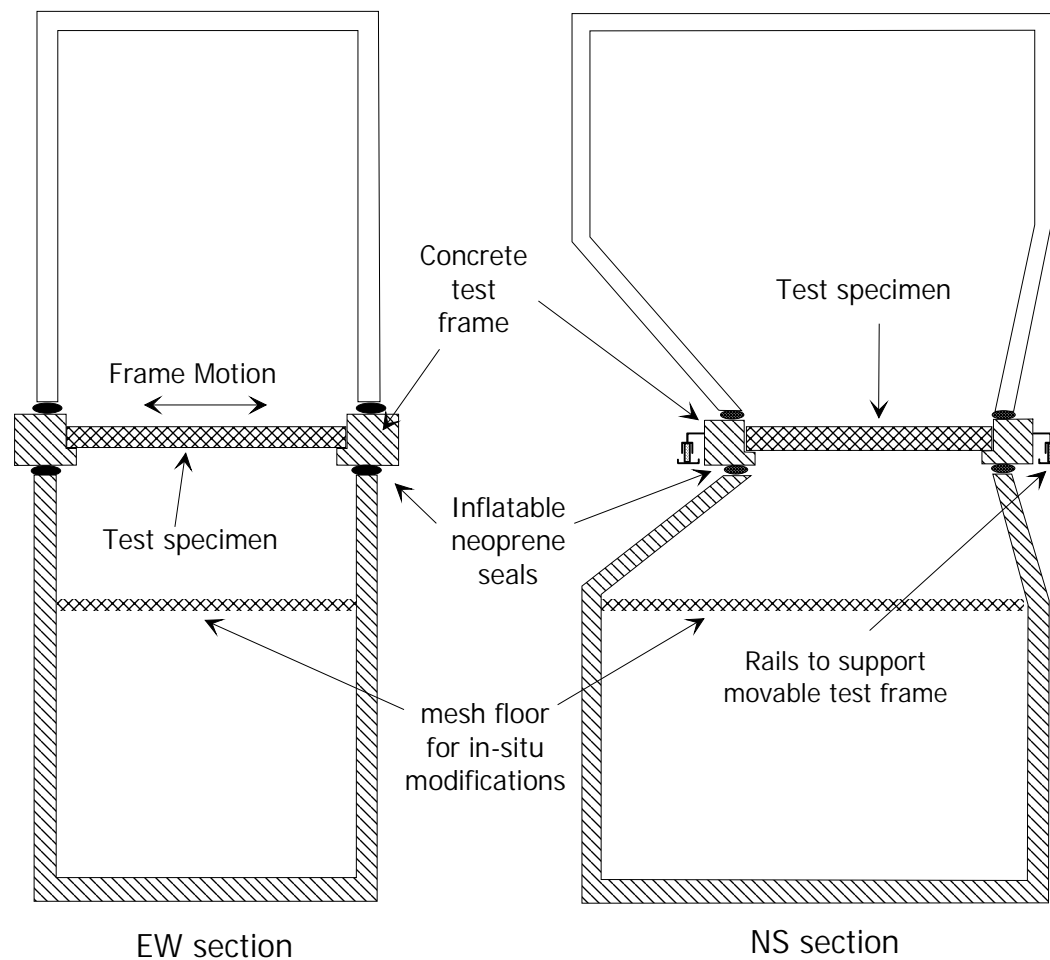 Concrete
test
frame
Test specimen
Frame Motion
Test specimen
Inflatable
neoprene
seals
Rails to support
movable test frame
mesh floor
for in-situ
modifications
EW section
NS section